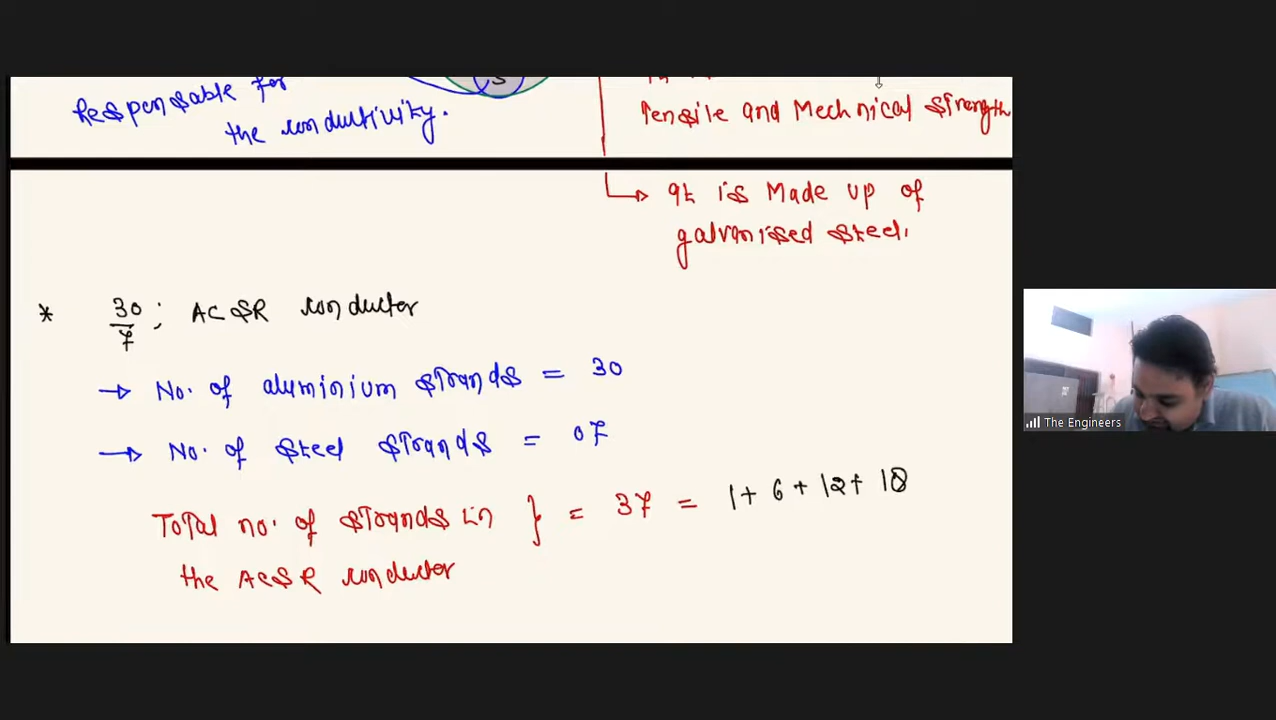 Responsable for
the conductivity.
S
Tensile and Mechnical strength
It is Made up of
galvanised steel.
* 30/7 ; ACSR conductor
→ No. of aluminium strands = 30
→ No. of steel strands = 07
Total no. of strands in } = 37 = 1+ 6 + 12 + 18
the ACSR conductor
The Engineers